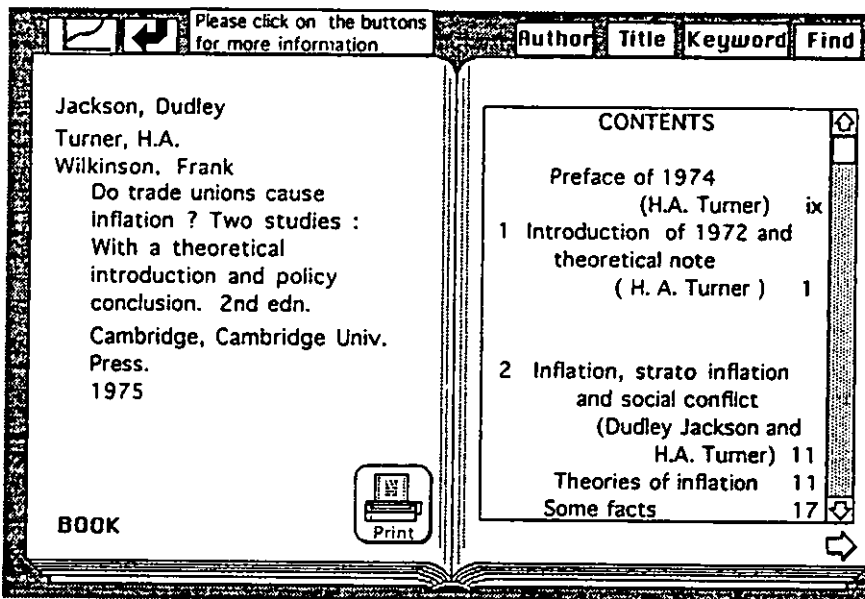 Please click on the buttons
for more information
Author Title Keyword Find
Jackson, Dudley
Turner, H.A.
Wilkinson, Frank
Do trade unions cause
inflation ? Two studies :
With a theoretical
introduction and policy
conclusion. 2nd edn.
Cambridge, Cambridge Univ.
Press.
1975
BOOK
Print
CONTENTS
Preface of 1974
(H.A. Turner) ix
1 Introduction of 1972 and
theoretical note
( H. A. Turner ) 1
2 Inflation, strato inflation
and social conflict
(Dudley Jackson and
H.A. Turner) 11
Theories of inflation 11
Some facts 17